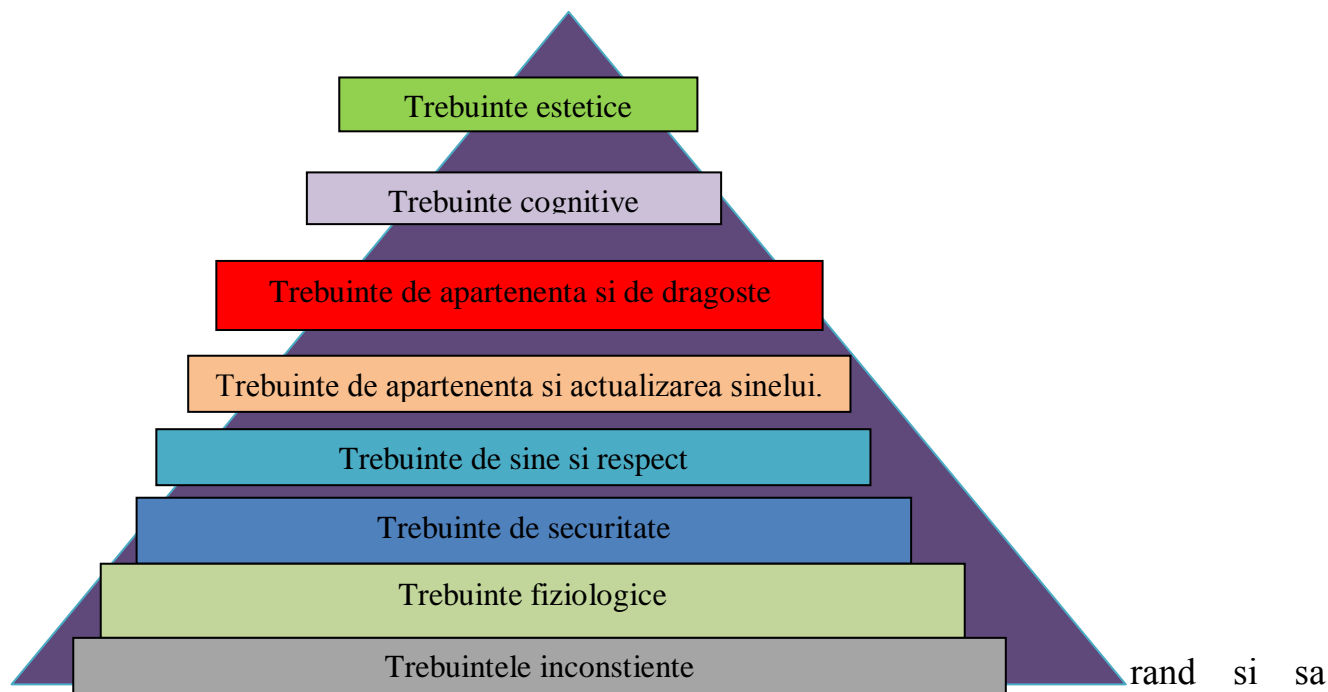 Trebuinte estetice
Trebuinte cognitive
Trebuinte de apartenenta si de dragoste
Trebuinte de apartenenta si actualizarea sinelui.
Trebuinte de sine si respect
Trebuinte de securitate
Trebuinte fiziologice
Trebuintele inconstiente
rand si sa